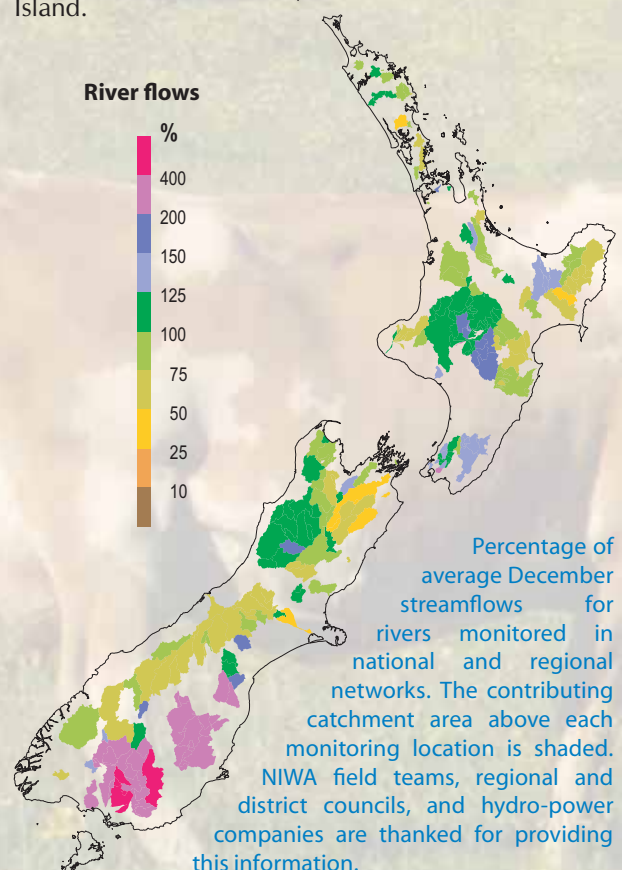 Island.
River flows
%
400
200
150
125
100
75
50
25
10
Percentage of
average December
streamflows for
rivers monitored in
national and regional
networks. The contributing
catchment area above each
monitoring location is shaded.
NIWA field teams, regional and
district councils, and hydro-power
companies are thanked for providing
this information.